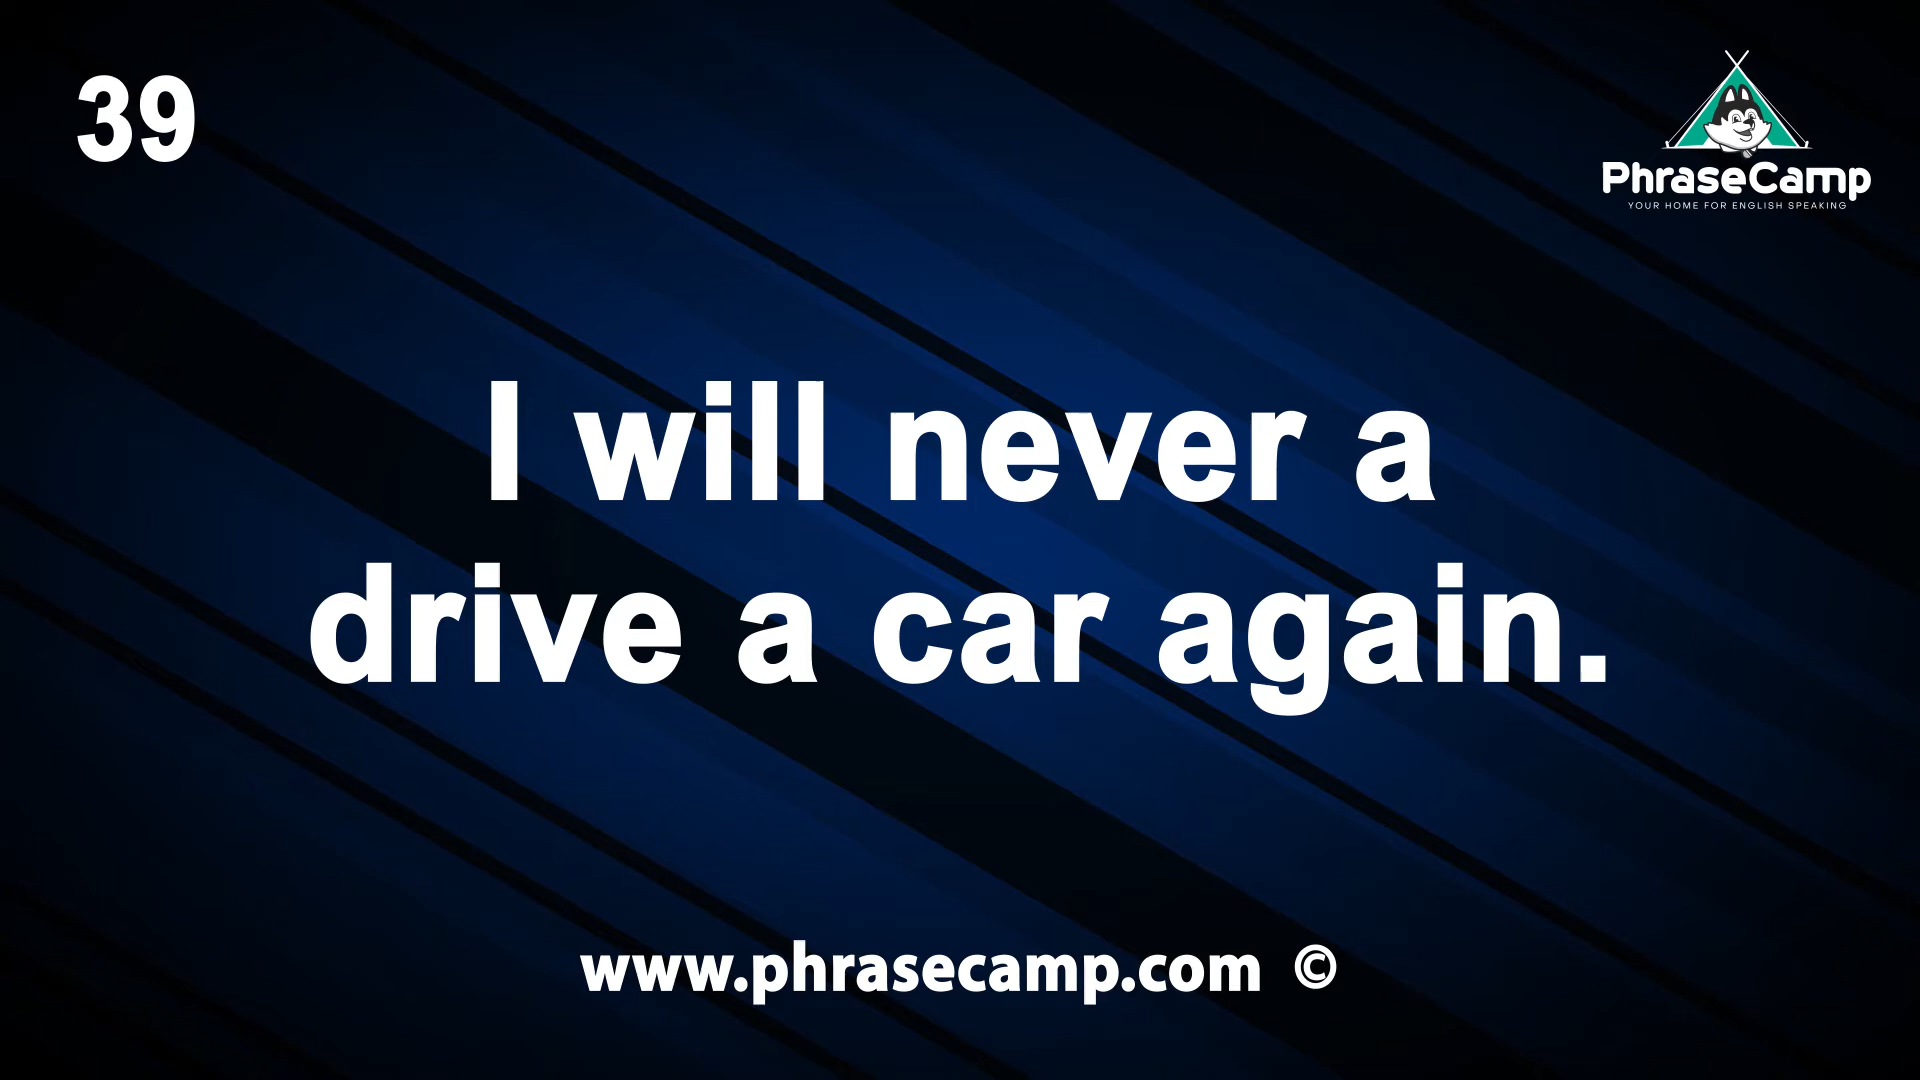 39
PhraseCamp
YOUR HOME FOR ENGLISH SPEAKING
I will never a
drive a car again.
www.phrasecamp.com ©